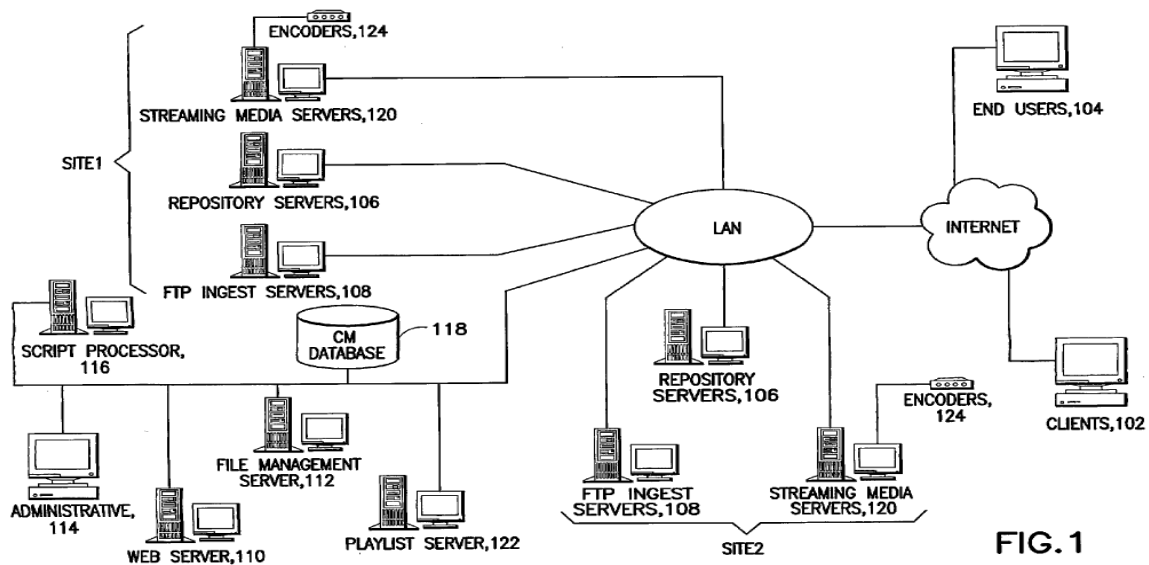 ENCODERS,124
STREAMING MEDIA SERVERS,120
END USERS,104
SITE1
REPOSITORY SERVERS,106
LAN
INTERNET
FTP INGEST SERVERS,108
SCRIPT PROCESSOR,
116
CM
DATABASE
118
REPOSITORY
SERVERS,106
ENCODERS,
124
CLIENTS,102
FILE MANAGEMENT
SERVER,112
ADMINISTRATIVE,
114
WEB SERVER,110
PLAYLIST SERVER,122
FTP INGEST
SERVERS,108
STREAMING MEDIA
SERVERS,120
SITE2
FIG.1